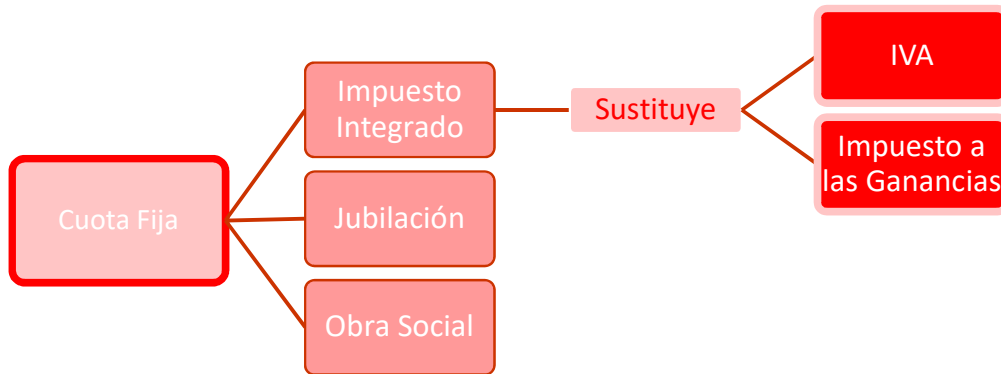 Cuota Fija
Impuesto
Integrado
Jubilación
Obra Social
Sustituye
IVA
Impuesto a
las Ganancias